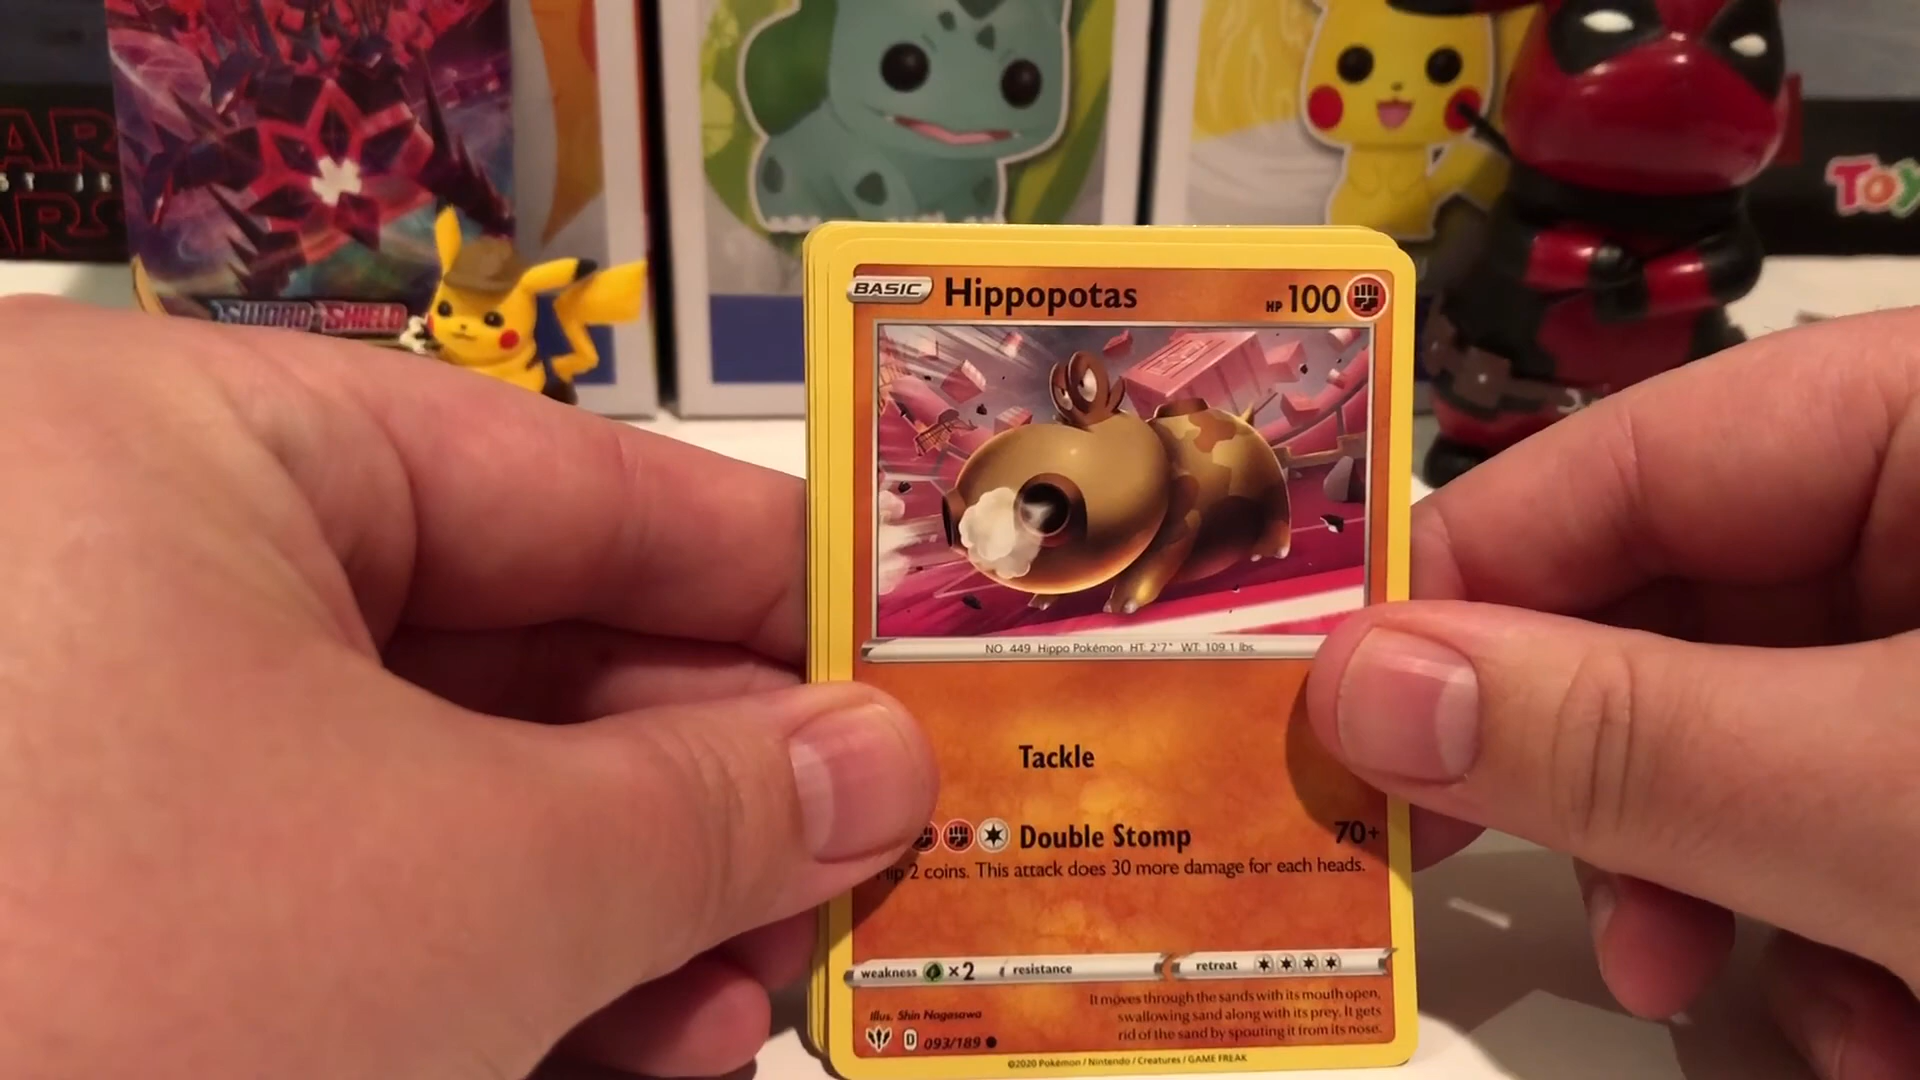 SWORD SHIELD
Toy
BASIC Hippopotas HP 100
NO. 449 Hippo Pokémon HT: 2'7" WT: 109.1 lbs.
Tackle
Double Stomp 70+
2 coins. This attack does 30 more damage for each heads.
weakness ×2 resistance retreat
It moves through the sands with its mouth open,
swallowing sand along with its prey. It gets
rid of the sand by spouting it from its nose.
Illus. Shin Nagasawa
D 093/189
©2020 Pokémon / Nintendo / Creatures / GAME FREAK